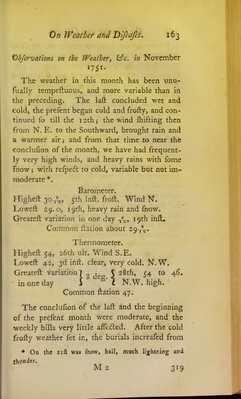 On Weather and Diſeaſes. 163
Obſervations on the Weather, &c. in November
1751.
The weather in this month has been unu-
ſually tempeſtuous, and more variable than in
the preceding. The laſt concluded wet and
cold, the preſent began cold and froſty, and con-
tinued ſo till the 12th; the wind ſhifting then
from N. E. to the Southward, brought rain and
a warmer air; and from that time to near the
concluſion of the month, we have had frequent-
ly very high winds, and heavy rains with ſome
ſnow; with reſpect to cold, variable but not im-
moderate *.
Barometer.
Higheſt 30 5th inſt. froſt. Wind N.
Loweſt 29. 0, 19th, heavy rain and ſnow.
Greateſt variation in one day 19th inſt.
Common ſtation about 29
Thermometer.
Higheſt 54, 26th ult. Wind S. E.
Loweſt 42, 3d inſt. clear, very cold. N. W.
Greateſt variation } 8 deg. { 28th, 54 to 46.
in one day N. W. high.
Common ſtation 47.
The concluſion of the laſt and the beginning
of the preſent month were moderate, and the
weekly bills very little affected. After the cold
froſty weather ſet in, the burials increaſed from
* On the 21ſt was ſnow, hail, much lightning and
thunder.
M 2 319